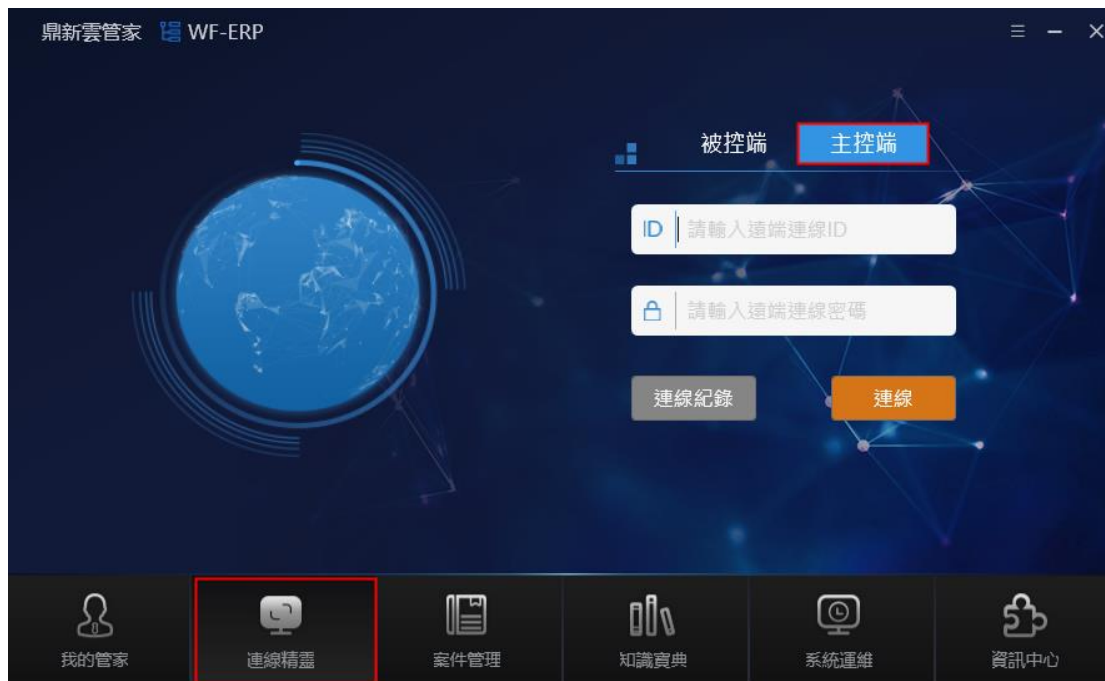 鼎新雲管家 WF-ERP
被控端 主控端
ID 請輸入遠端連線ID
請輸入遠端連線密碼
連線紀錄 連線
我的管家 連線精靈 案件管理 知識寶典 系統運維 資訊中心